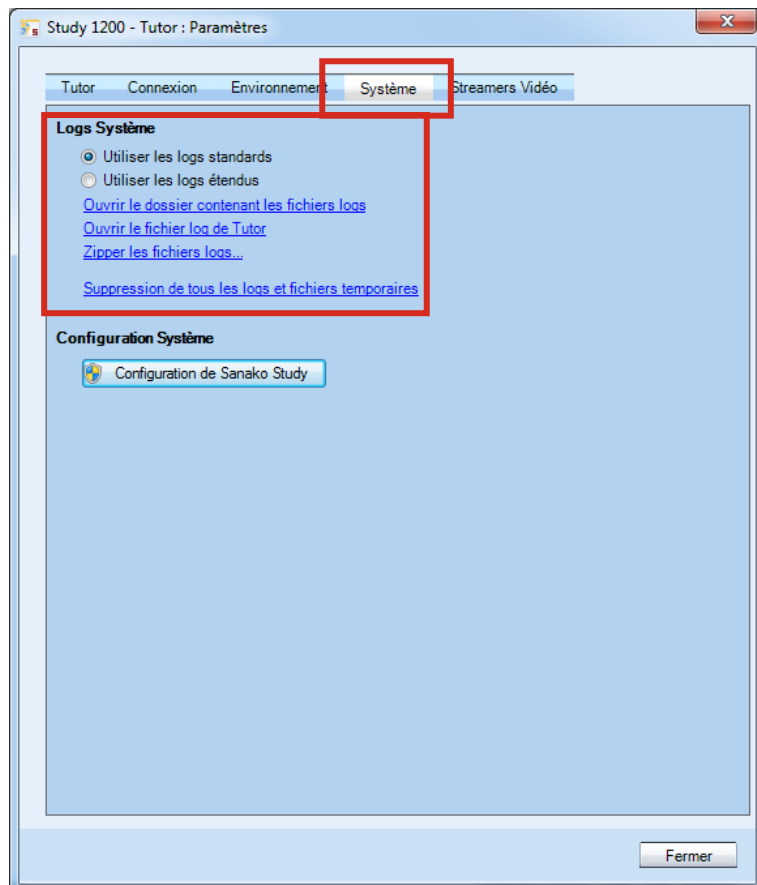 Study 1200 - Tutor : Paramètres
Tutor Connexion Environnement Système Streamers Vidéo
Logs Système
Utiliser les logs standards
Utiliser les logs étendus
Ouvrir le dossier contenant les fichiers logs
Ouvrir le fichier log de Tutor
Zipper les fichiers logs...
Suppression de tous les logs et fichiers temporaires
Configuration Système
Configuration de Sanako Study
Fermer